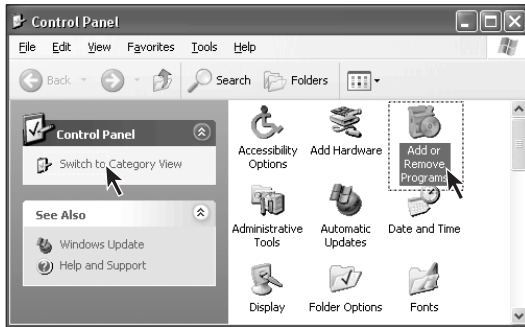 Control Panel
File Edit View Favorites Tools Help
Back Search Folders
Control Panel
Switch to Category View
See Also
Windows Update
Help and Support
Accessibility Options
Add Hardware
Add or Remove Programs
Administrative Tools
Automatic Updates
Date and Time
Display
Folder Options
Fonts